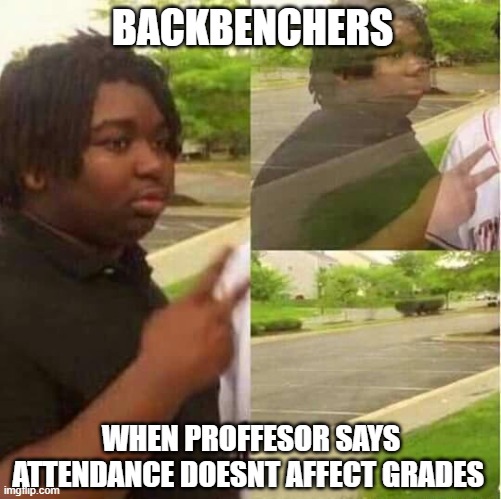 BACKBENCHERS
WHEN PROFFESOR SAYS
ATTENDANCE DOESNT AFFECT GRADES
imgflip.com